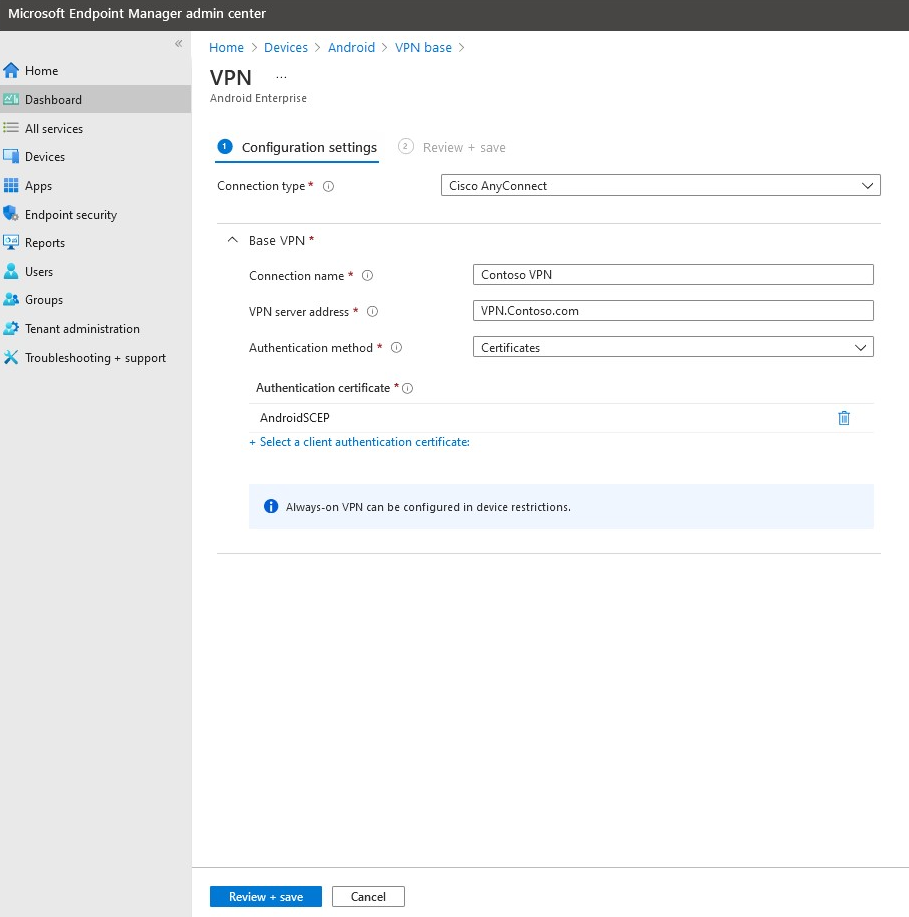 Microsoft Endpoint Manager admin center
«
Home
Dashboard
All services
Devices
Apps
Endpoint security
Reports
Users
Groups
Tenant administration
Troubleshooting + support
Home > Devices > Android > VPN base >
VPN ...
Android Enterprise
1 Configuration settings 2 Review + save
Connection type * Cisco AnyConnect
Base VPN *
Connection name * Contoso VPN
VPN server address * VPN.Contoso.com
Authentication method * Certificates
Authentication certificate *
AndroidSCEP
+ Select a client authentication certificate:
Always-on VPN can be configured in device restrictions.
Review + save Cancel